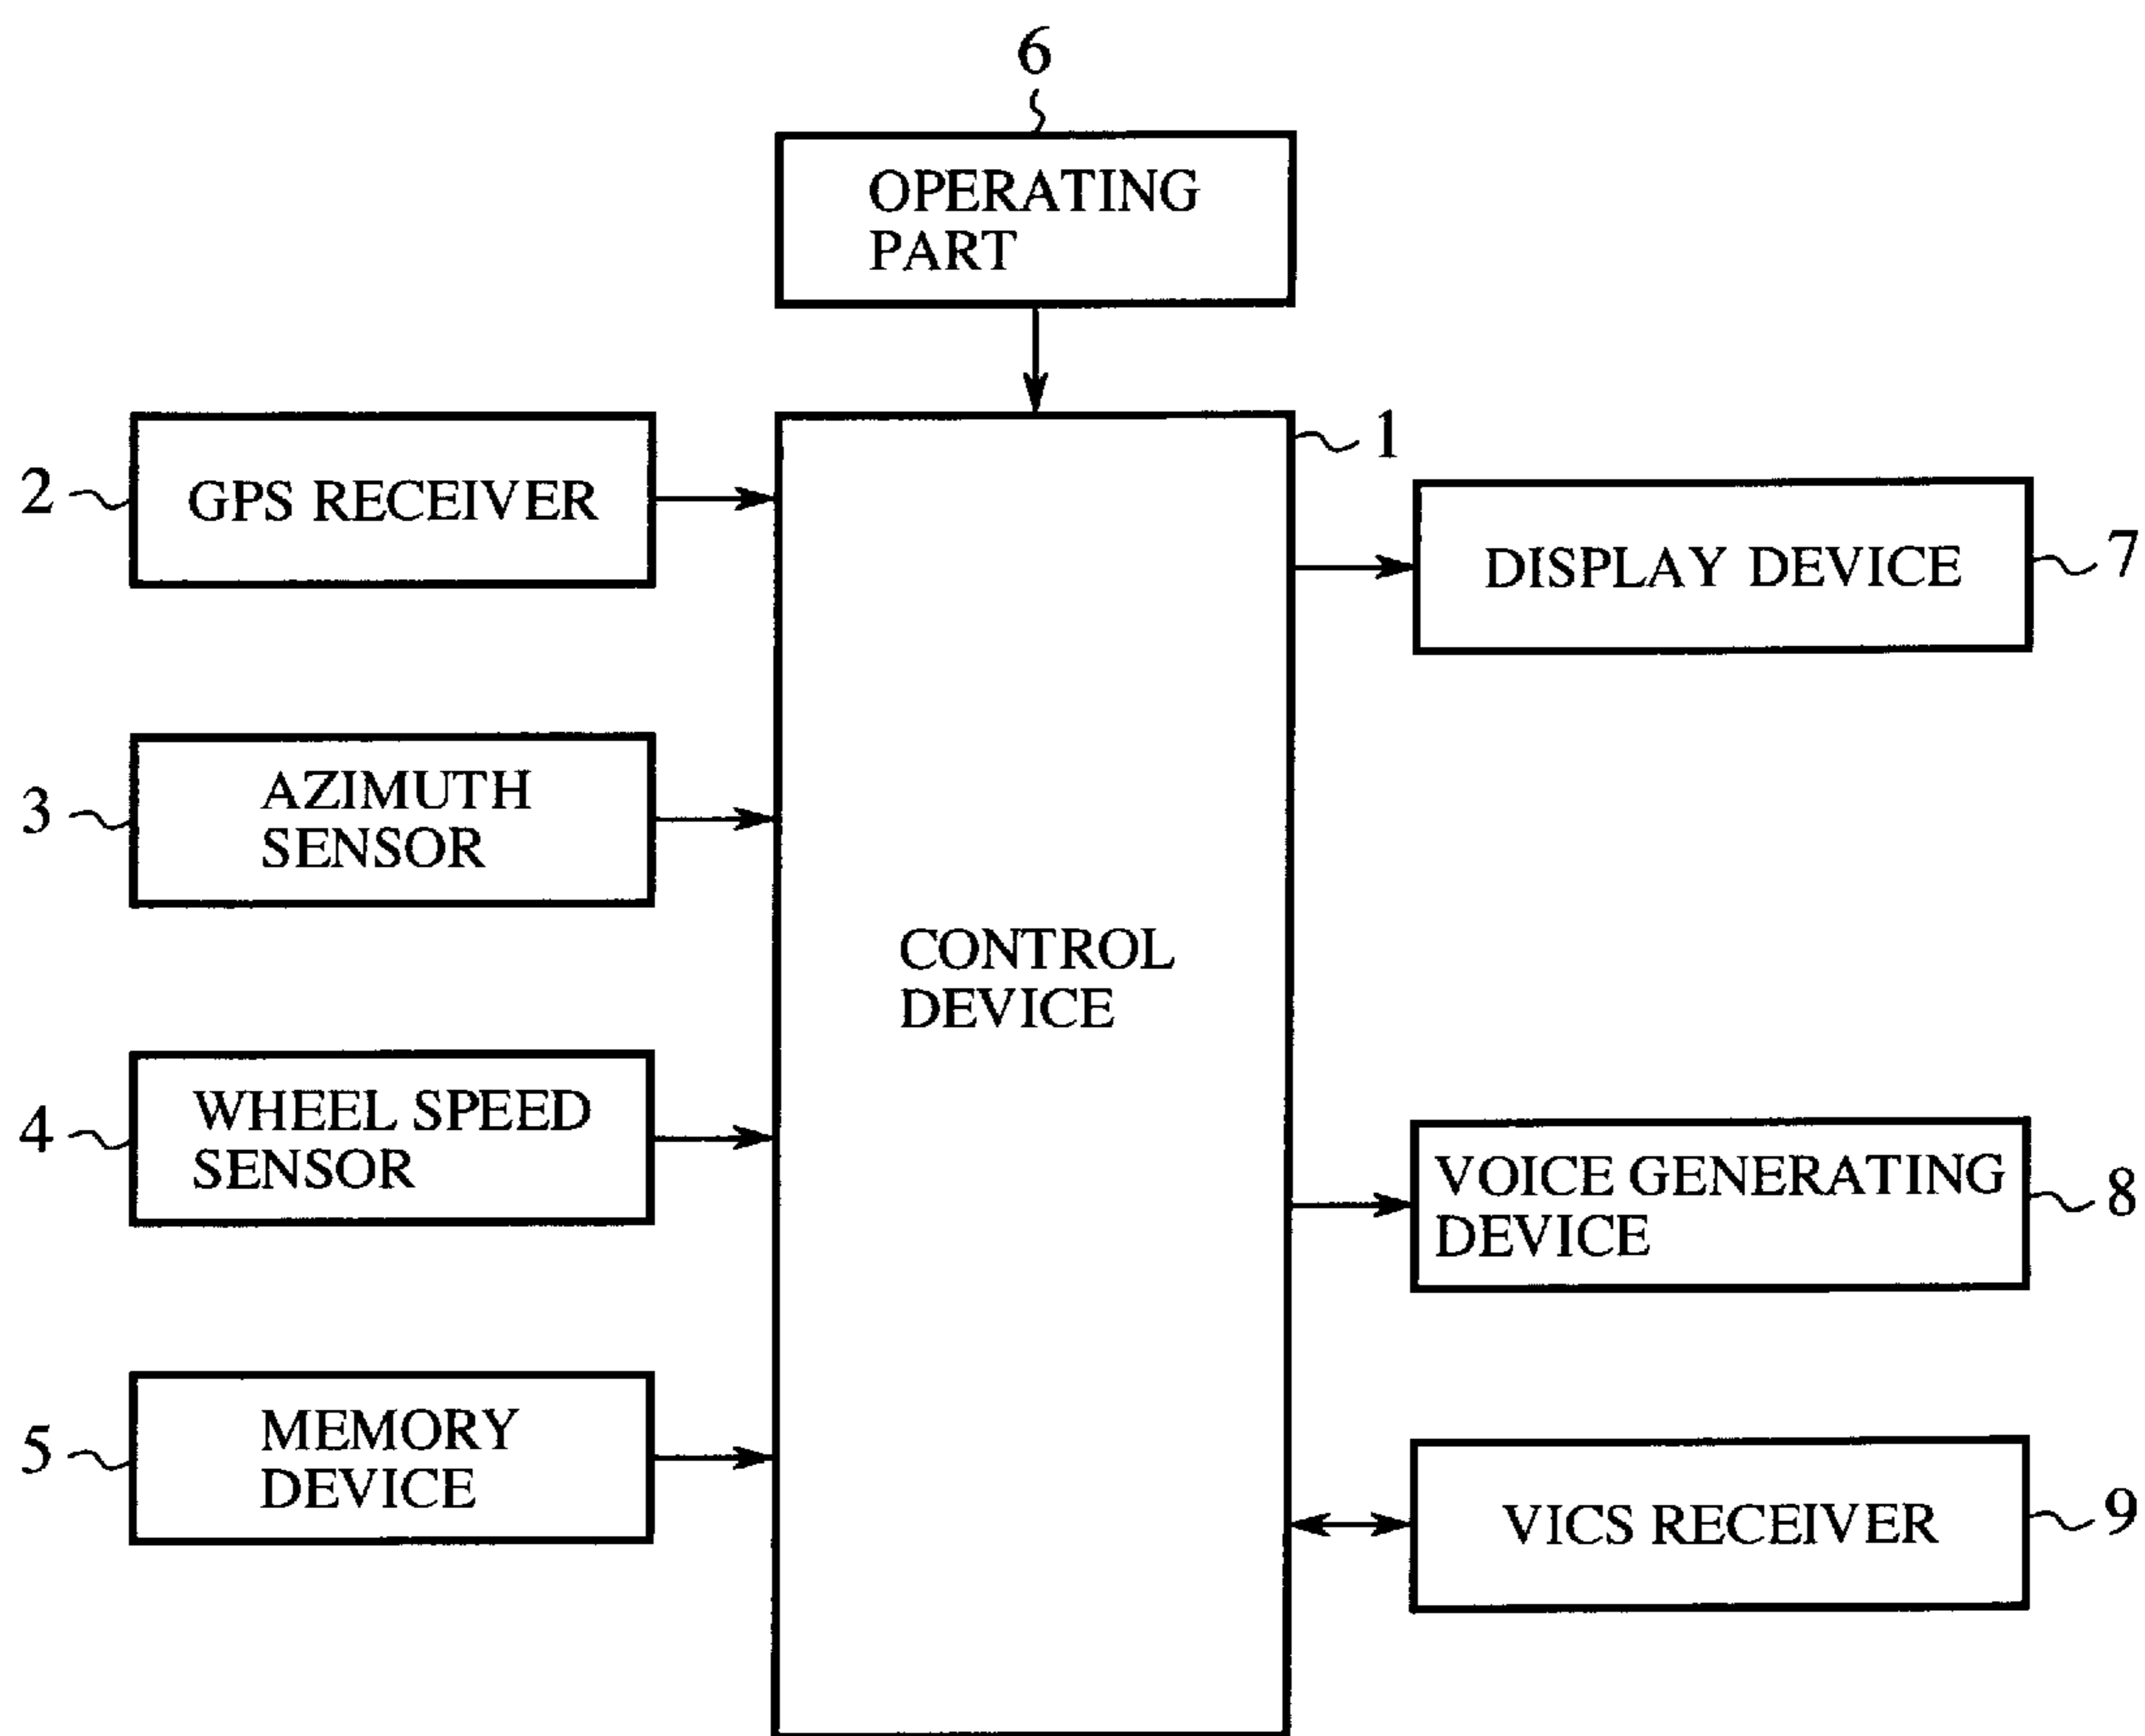 6
OPERATING
PART
1
2
GPS RECEIVER
DISPLAY DEVICE
7
3
AZIMUTH
SENSOR
CONTROL
DEVICE
4
WHEEL SPEED
SENSOR
VOICE GENERATING
DEVICE
8
5
MEMORY
DEVICE
VICS RECEIVER
9